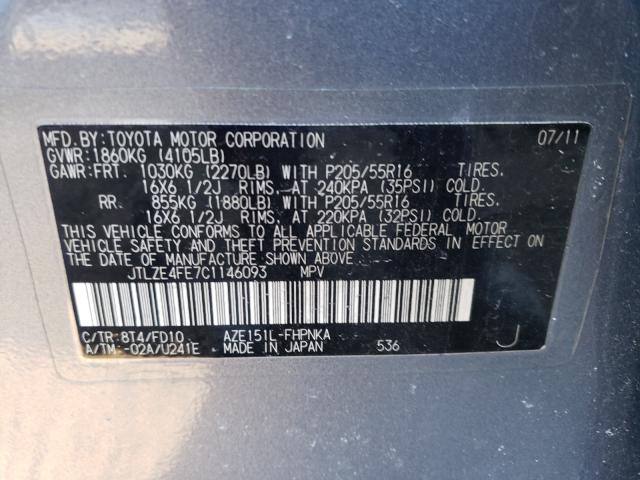 MFD.BY:TOYOTA MOTOR CORPORATION 07/11
GVWR:1860KG (4105LB)
GAWR:FRT. 1030KG (2270LB) WITH P205/55R16 TIRES.
16X6 1/2J RIMS. AT 240KPA (35PSI) COLD.
RR. 855KG (1880LB) WITH P205/55R16 TIRES.
16X6 1/2J RIMS. AT 220KPA (32PSI) COLD.
THIS VEHICLE CONFORMS TO ALL APPLICABLE FEDERAL MOTOR
VEHICLE SAFETY AND THEFT PREVENTION STANDARDS IN EFFECT ON
THE DATE OF MANUFACTURE SHOWN ABOVE.
JTLZE4FE7C1146093 MPV
C/TR:8T4/FD10 AZE151L-FHPNKA
A/TM:-02A/U241E MADE IN JAPAN 536 J